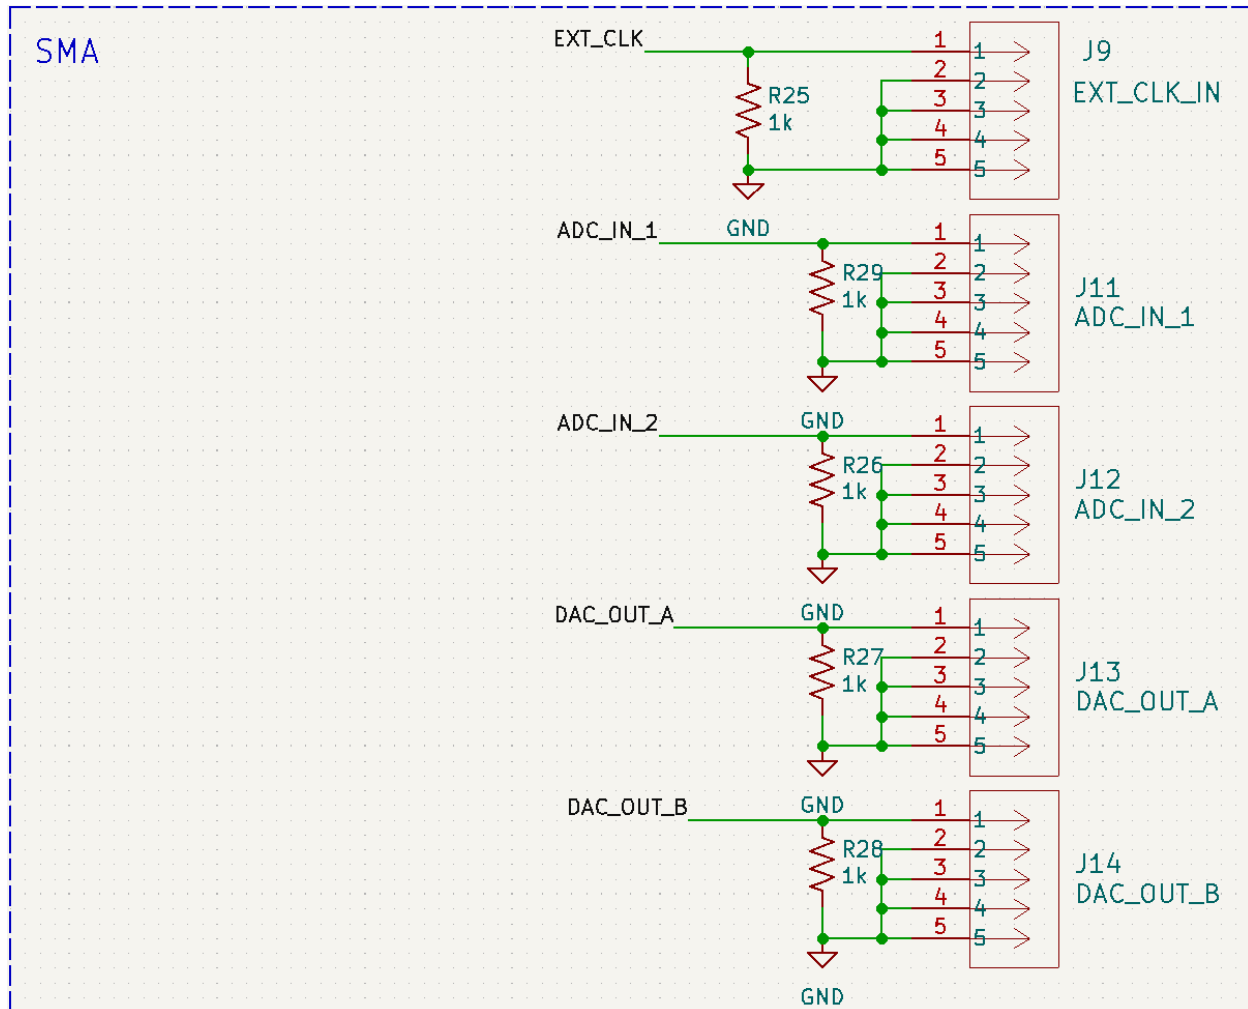 SMA
EXT_CLK
R25
1k
GND
1
2
3
4
5
1
2
3
4
5
J9
EXT_CLK_IN
ADC_IN_1
R29
1k
GND
1
2
3
4
5
1
2
3
4
5
J11
ADC_IN_1
ADC_IN_2
R26
1k
GND
1
2
3
4
5
1
2
3
4
5
J12
ADC_IN_2
DAC_OUT_A
R27
1k
GND
1
2
3
4
5
1
2
3
4
5
J13
DAC_OUT_A
DAC_OUT_B
R28
1k
GND
1
2
3
4
5
1
2
3
4
5
J14
DAC_OUT_B